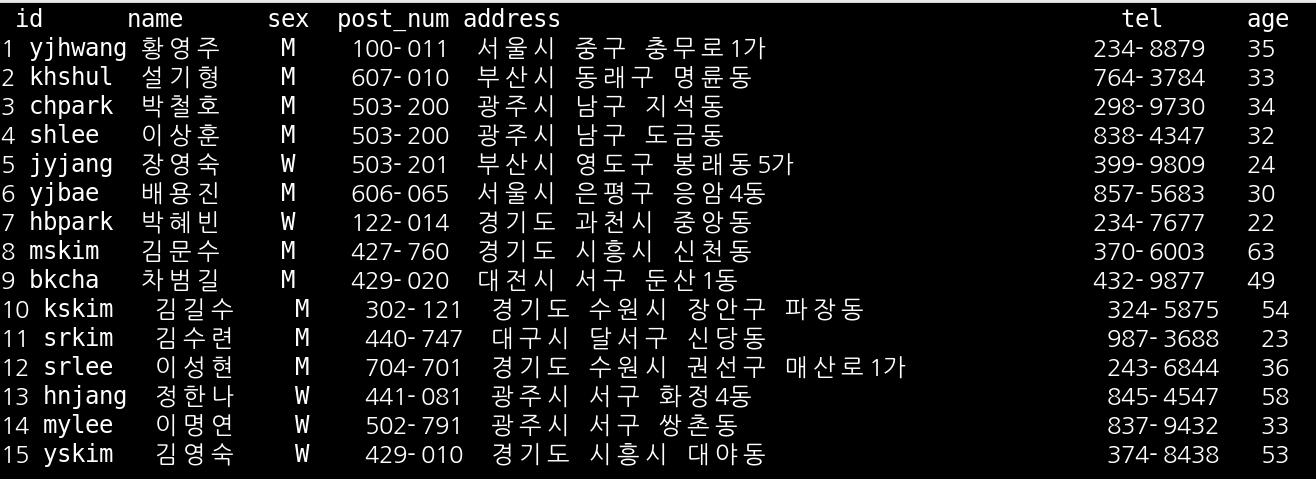 id name sex post_num address tel age
1 yjhwang 황영주 M 100-011 서울시 중구 충무로1가 234-8879 35
2 khshul 설기형 M 607-010 부산시 동래구 명륜동 764-3784 33
3 chpark 박철호 M 503-200 광주시 남구 지석동 298-9730 34
4 shlee 이상훈 M 503-200 광주시 남구 도금동 838-4347 32
5 jyjang 장영숙 W 503-201 부산시 영도구 봉래동5가 399-9809 24
6 yjbae 배용진 M 606-065 서울시 은평구 응암4동 857-5683 30
7 hbpark 박혜빈 W 122-014 경기도 과천시 중앙동 234-7677 22
8 mskim 김문수 M 427-760 경기도 시흥시 신천동 370-6003 63
9 bkcha 차범길 M 429-020 대전시 서구 둔산1동 432-9877 49
10 kskim 김길수 M 302-121 경기도 수원시 장안구 파장동 324-5875 54
11 srkim 김수련 M 440-747 대구시 달서구 신당동 987-3688 23
12 srlee 이성현 M 704-701 경기도 수원시 권선구 매산로1가 243-6844 36
13 hnjang 정한나 W 441-081 광주시 서구 화정4동 845-4547 58
14 mylee 이명연 W 502-791 광주시 서구 쌍촌동 837-9432 33
15 yskim 김영숙 W 429-010 경기도 시흥시 대야동 374-8438 53